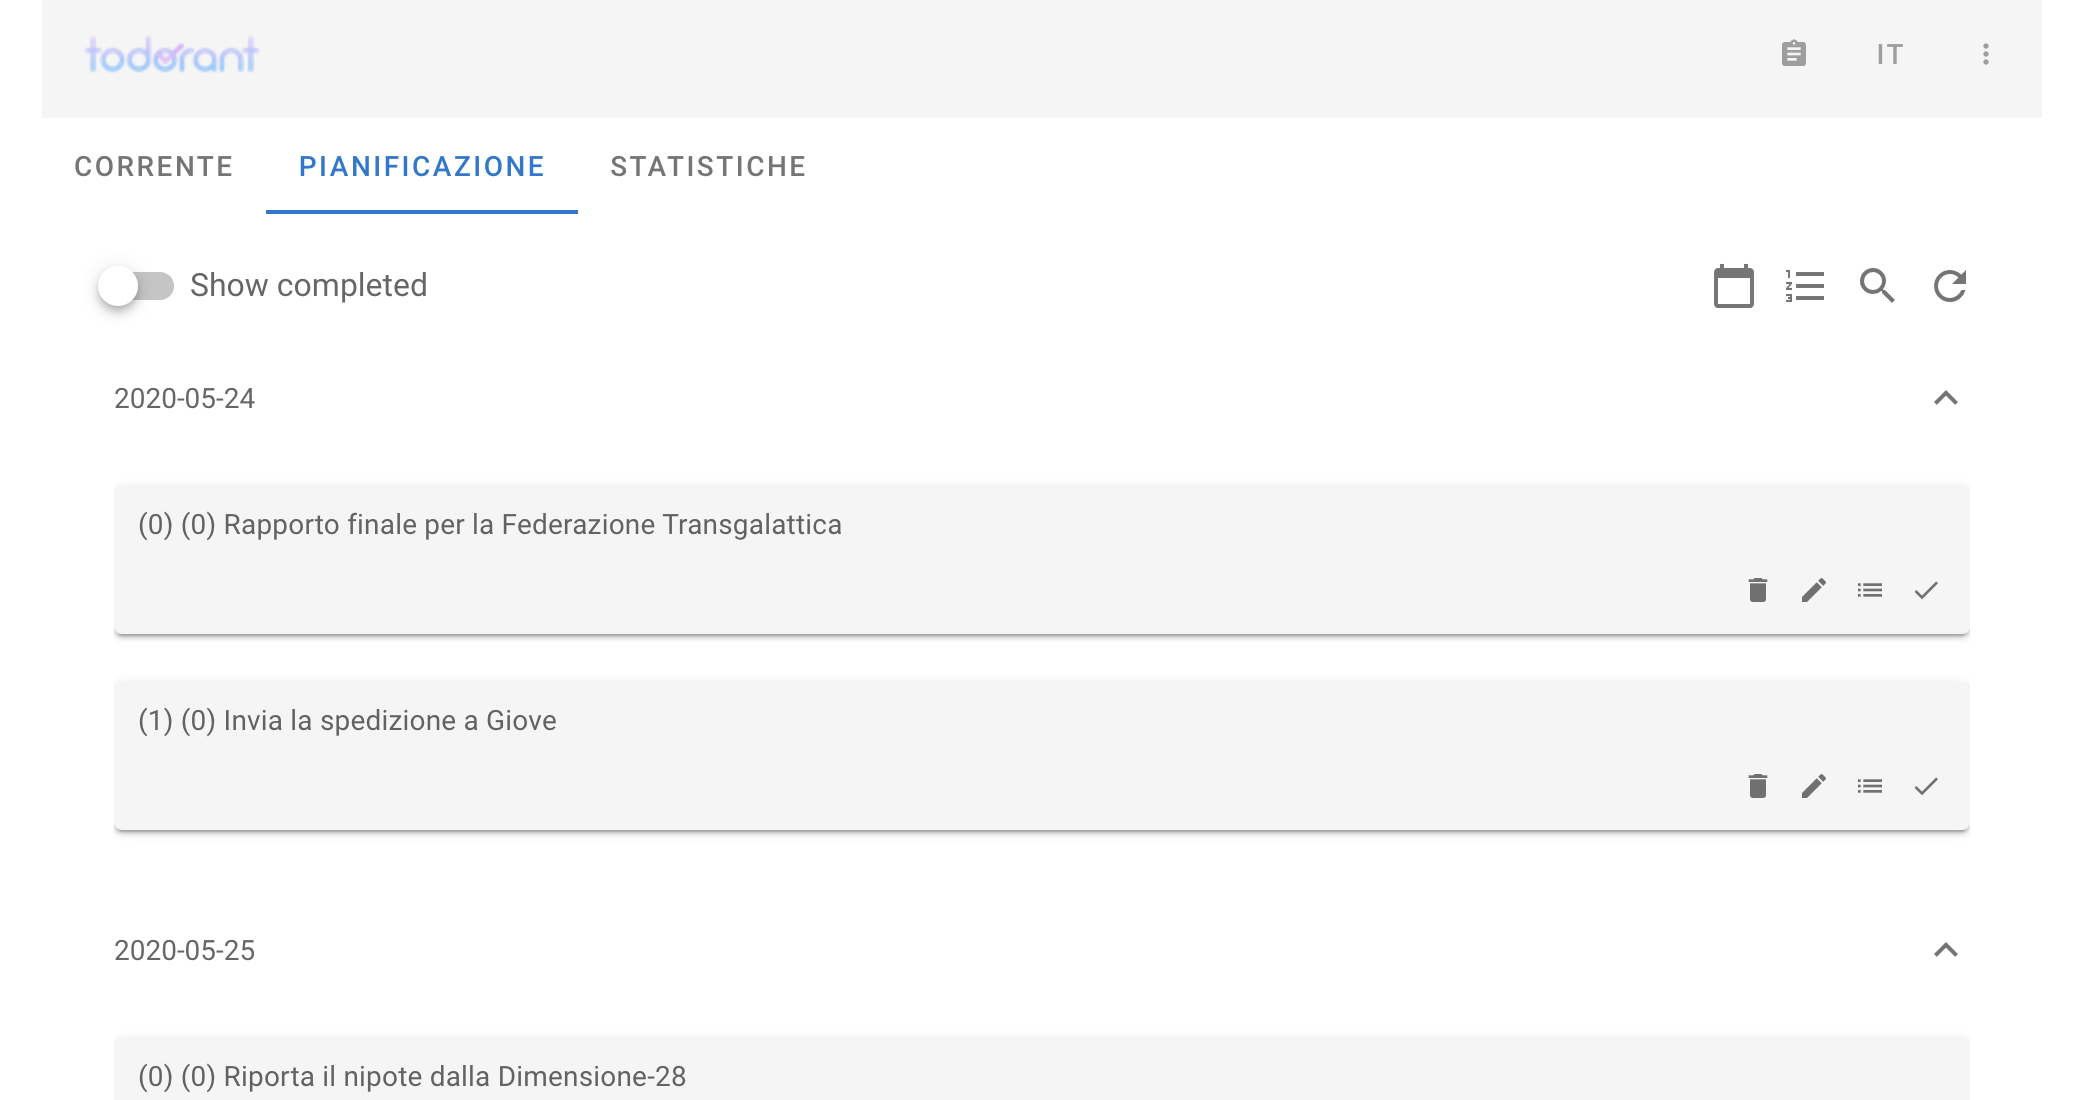 todorant
IT
CORRENTE PIANIFICAZIONE STATISTICHE
Show completed
2020-05-24
(0) (0) Rapporto finale per la Federazione Transgalattica
(1) (0) Invia la spedizione a Giove
2020-05-25
(0) (0) Riporta il nipote dalla Dimensione-28